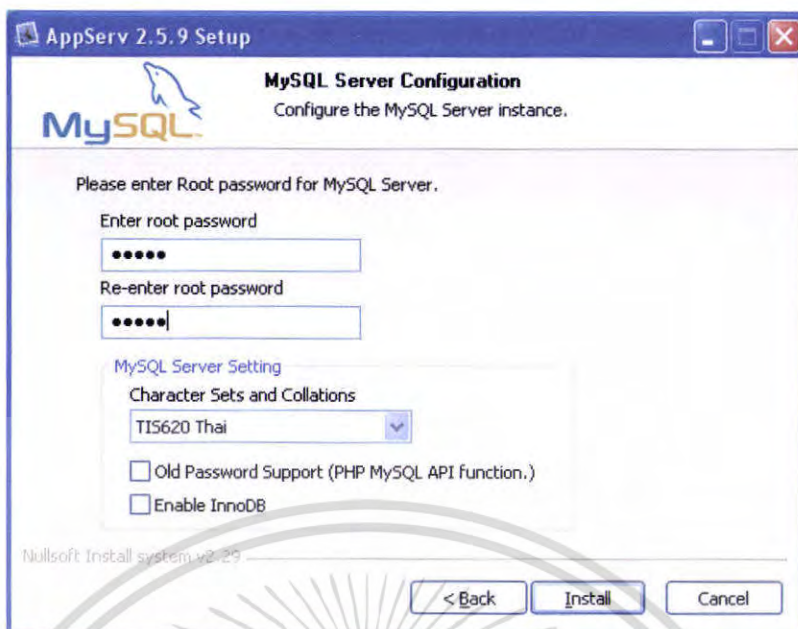 AppServ 2.5.9 Setup
MySQL
MySQL Server Configuration
Configure the MySQL Server instance.
Please enter Root password for MySQL Server.
Enter root password
•••••
Re-enter root password
•••••
MySQL Server Setting
Character Sets and Collations
TIS620 Thai
Old Password Support (PHP MySQL API function.)
Enable InnoDB
Nullsoft Install system v2.29
< Back
Install
Cancel